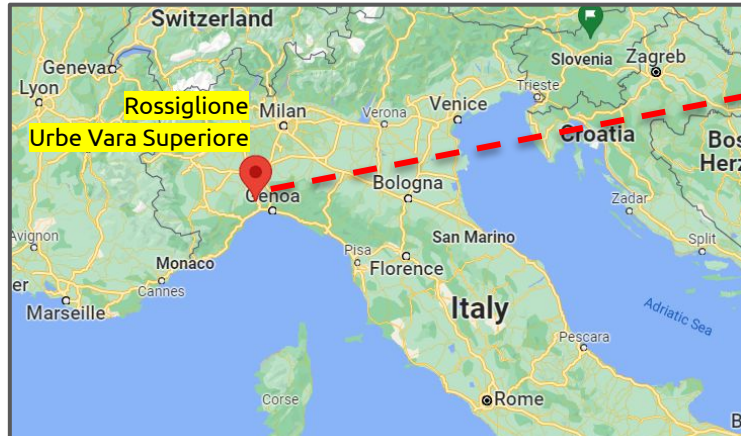 Switzerland
Geneva
Lyon
Slovenia
Zagreb
Trieste
Rossiglione
Urbe Vara Superiore
Milan
Verona
Venice
Croatia
Bos
Herz
Genoa
Bologna
Zadar
Avignon
Monaco
Pisa
Florence
San Marino
Split
er
Cannes
Marseille
Italy
Adriatic Sea
Pescara
Corse
Rome
B